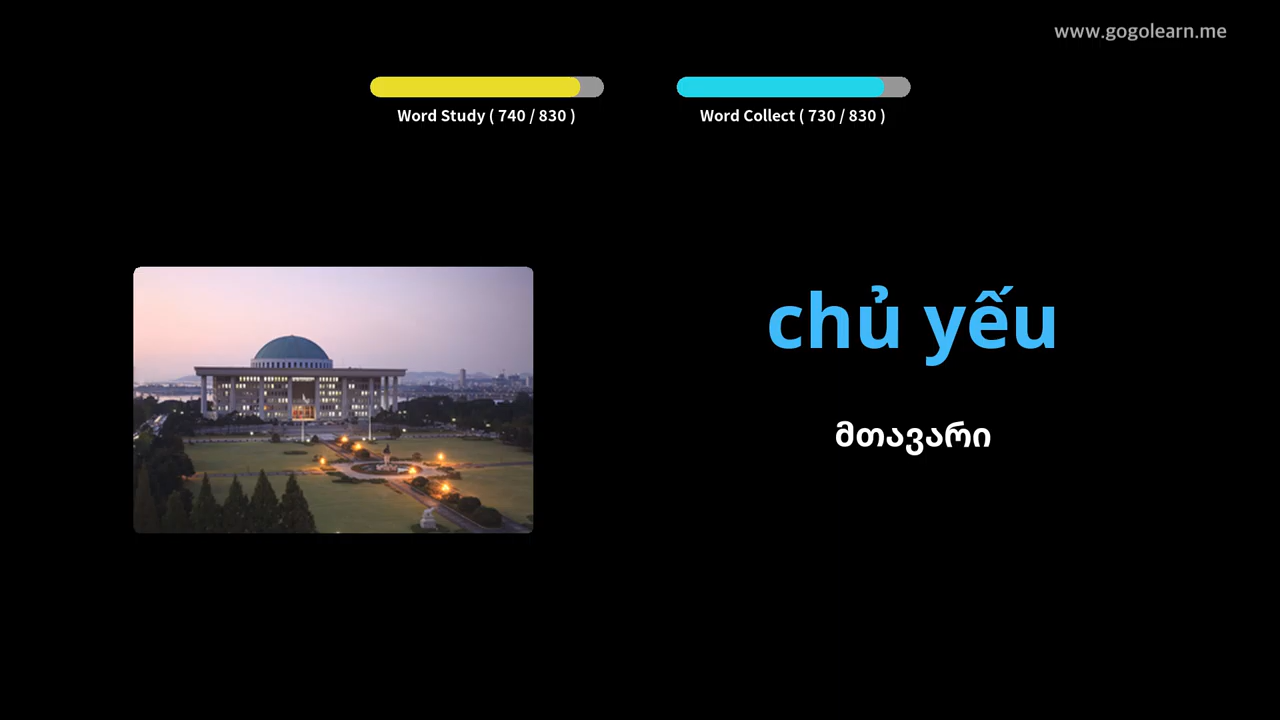 www.gogolearn.me
Word Study ( 740 / 830 )
Word Collect ( 730 / 830 )
chủ yếu
მთავარი